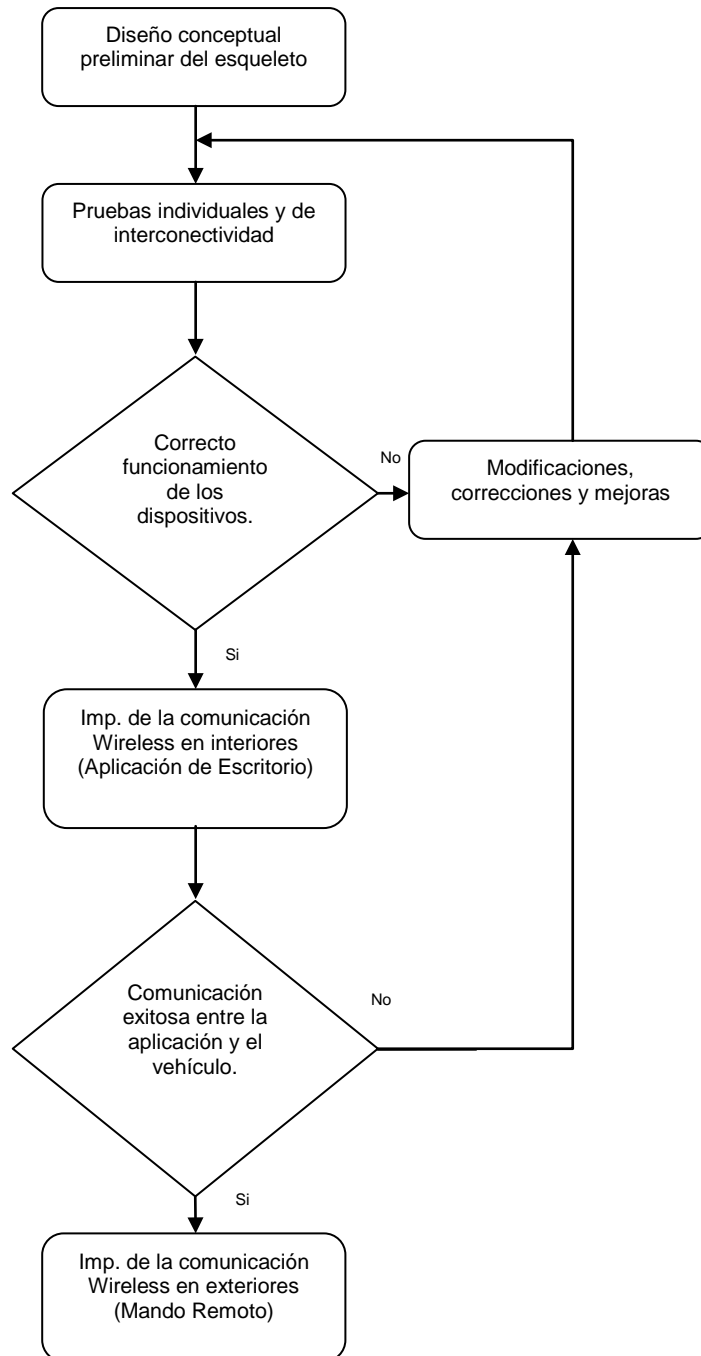 Diseño conceptual
preliminar del esqueleto
Pruebas individuales y de
interconectividad
Correcto
funcionamiento
de los
dispositivos.
No
Modificaciones,
correcciones y mejoras
Si
Imp. de la comunicación
Wireless en interiores
(Aplicación de Escritorio)
Comunicación
exitosa entre la
aplicación y el
vehículo.
No
Si
Imp. de la comunicación
Wireless en exteriores
(Mando Remoto)